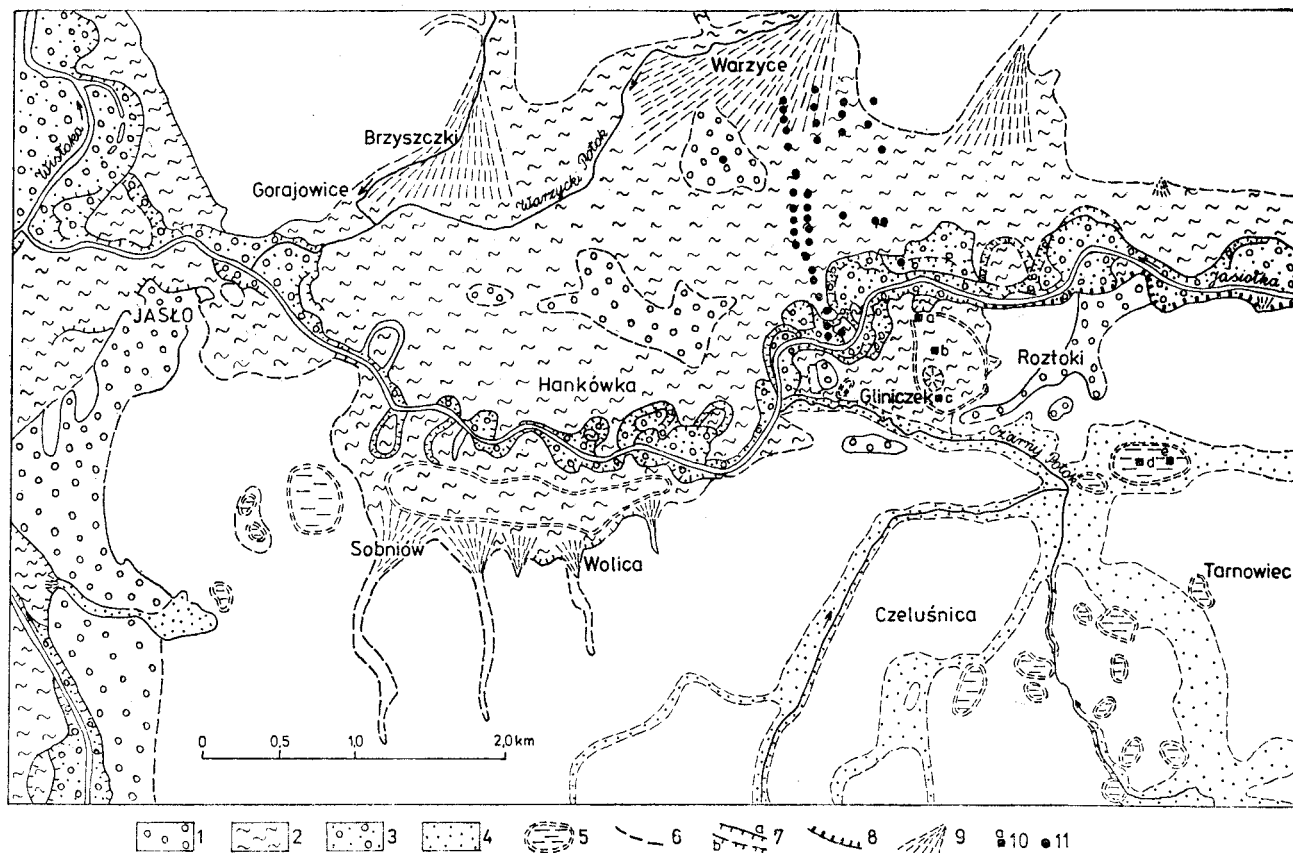 Warzyce
Wisłoka
Brzyszczki
Gorajowice
Warzycki Potok
Jasiołka
JASŁO
a
b
Roztoki
Hankówka
Gliniczek
c
Czarny Potok
d
e
Sobniów
Wolica
Tarnowiec
Czeluśnica
0 0,5 1,0 2,0 km
1 2 3 4 5 6 a 7 b 8 9 c 10 11